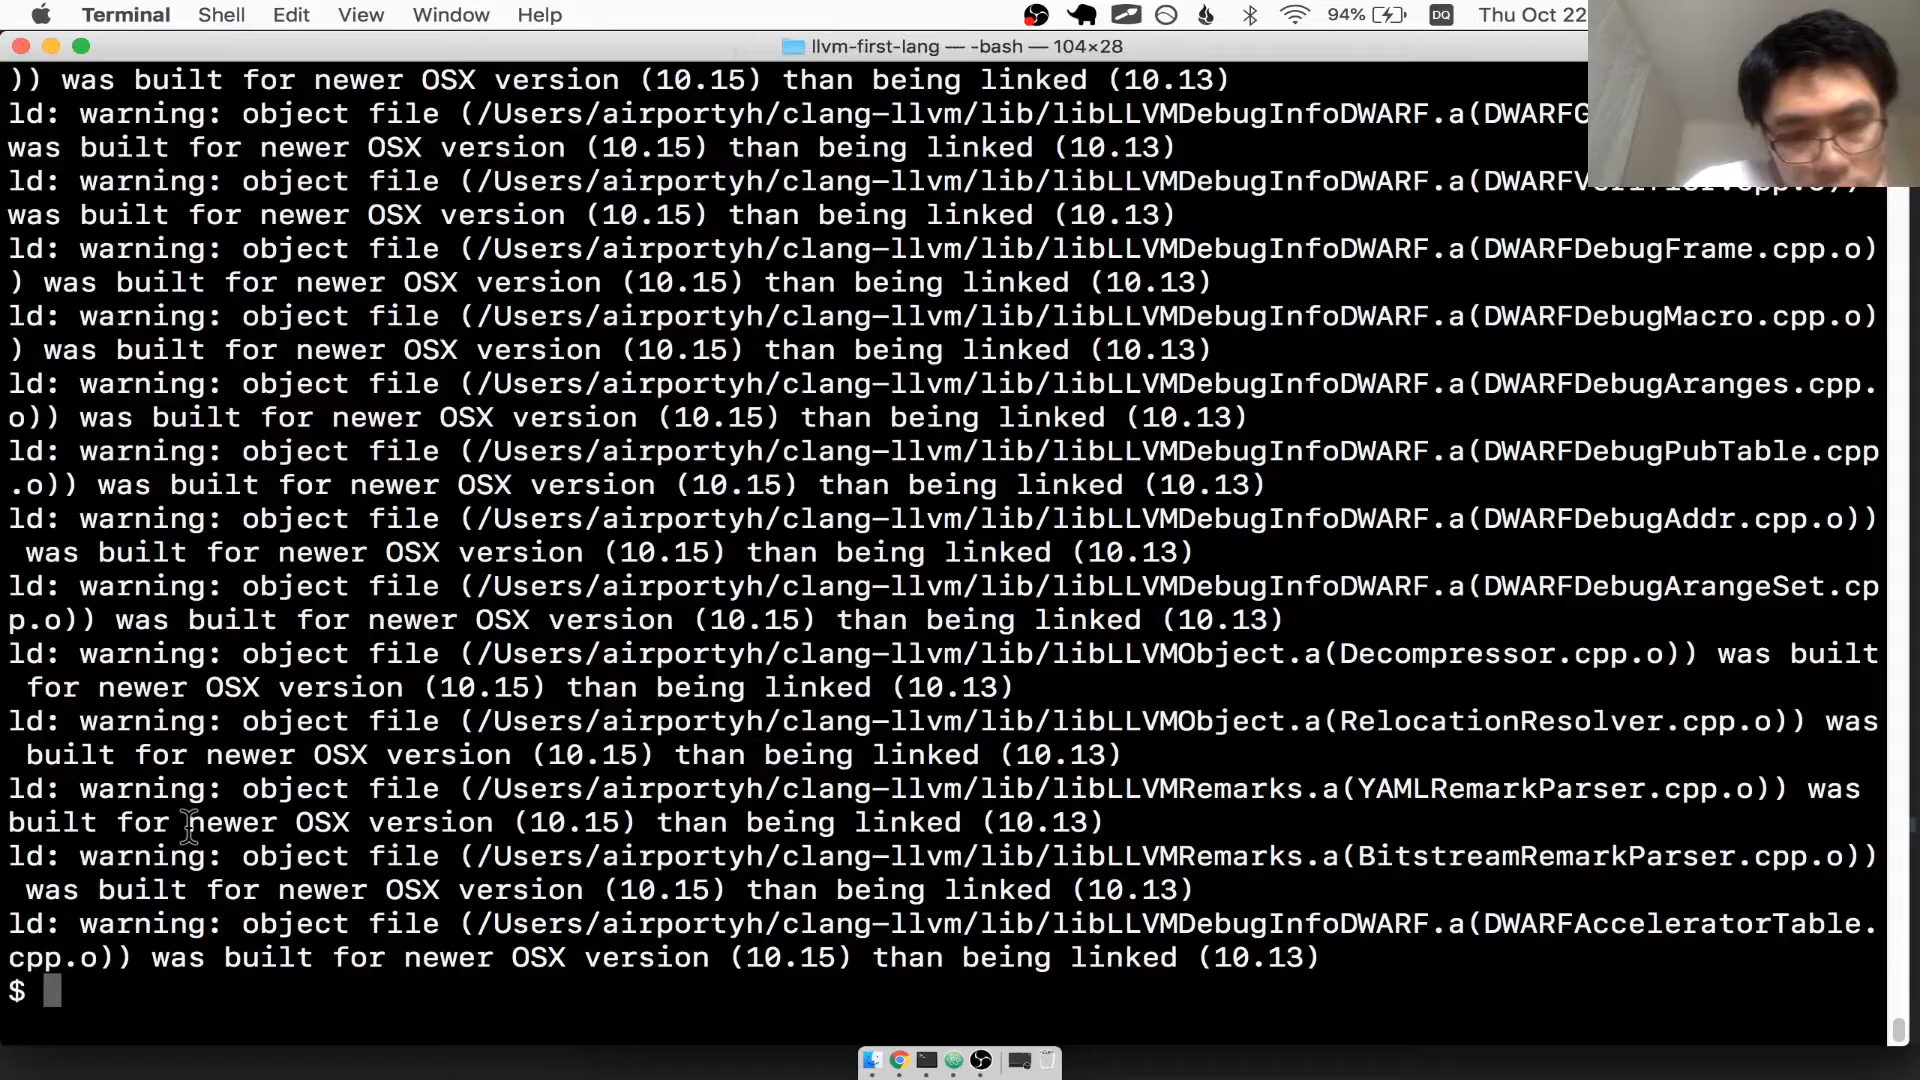 Terminal Shell Edit View Window Help 94% DQ Thu Oct 22
llvm-first-lang — -bash — 104×28
)) was built for newer OSX version (10.15) than being linked (10.13)
ld: warning: object file (/Users/airportyh/clang-llvm/lib/libLLVMDebugInfoDWARF.a(DWARFG
was built for newer OSX version (10.15) than being linked (10.13)
ld: warning: object file (/Users/airportyh/clang-llvm/lib/libLLVMDebugInfoDWARF.a(DWARFVerifier.cpp.o))
was built for newer OSX version (10.15) than being linked (10.13)
ld: warning: object file (/Users/airportyh/clang-llvm/lib/libLLVMDebugInfoDWARF.a(DWARFDebugFrame.cpp.o)
) was built for newer OSX version (10.15) than being linked (10.13)
ld: warning: object file (/Users/airportyh/clang-llvm/lib/libLLVMDebugInfoDWARF.a(DWARFDebugMacro.cpp.o)
) was built for newer OSX version (10.15) than being linked (10.13)
ld: warning: object file (/Users/airportyh/clang-llvm/lib/libLLVMDebugInfoDWARF.a(DWARFDebugAranges.cpp.
o)) was built for newer OSX version (10.15) than being linked (10.13)
ld: warning: object file (/Users/airportyh/clang-llvm/lib/libLLVMDebugInfoDWARF.a(DWARFDebugPubTable.cpp
.o)) was built for newer OSX version (10.15) than being linked (10.13)
ld: warning: object file (/Users/airportyh/clang-llvm/lib/libLLVMDebugInfoDWARF.a(DWARFDebugAddr.cpp.o))
was built for newer OSX version (10.15) than being linked (10.13)
ld: warning: object file (/Users/airportyh/clang-llvm/lib/libLLVMDebugInfoDWARF.a(DWARFDebugArangeSet.cp
p.o)) was built for newer OSX version (10.15) than being linked (10.13)
ld: warning: object file (/Users/airportyh/clang-llvm/lib/libLLVMObject.a(Decompressor.cpp.o)) was built
for newer OSX version (10.15) than being linked (10.13)
ld: warning: object file (/Users/airportyh/clang-llvm/lib/libLLVMObject.a(RelocationResolver.cpp.o)) was
built for newer OSX version (10.15) than being linked (10.13)
ld: warning: object file (/Users/airportyh/clang-llvm/lib/libLLVMRemarks.a(YAMLRemarkParser.cpp.o)) was
built for newer OSX version (10.15) than being linked (10.13)
ld: warning: object file (/Users/airportyh/clang-llvm/lib/libLLVMRemarks.a(BitstreamRemarkParser.cpp.o))
was built for newer OSX version (10.15) than being linked (10.13)
ld: warning: object file (/Users/airportyh/clang-llvm/lib/libLLVMDebugInfoDWARF.a(DWARFAcceleratorTable.
cpp.o)) was built for newer OSX version (10.15) than being linked (10.13)
$